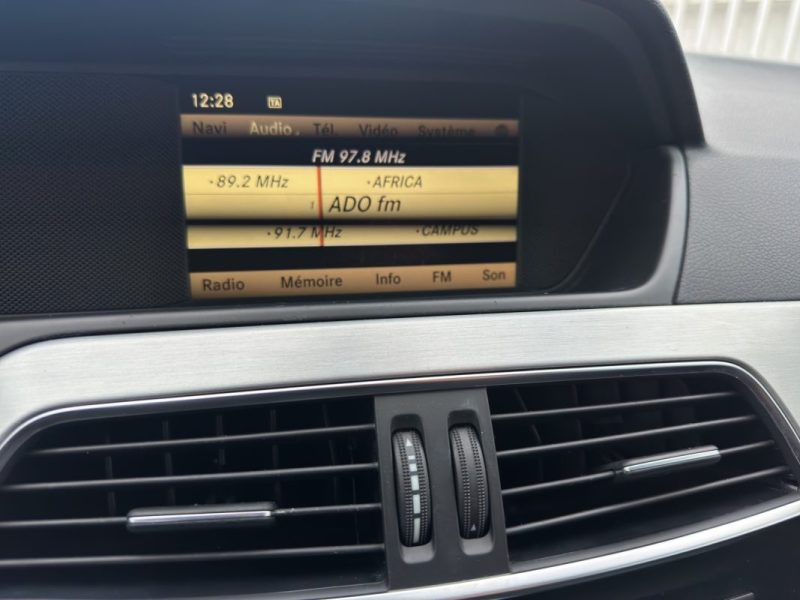 12:28 TA
Navi Audio Tél. Vidéo Système
FM 97.8 MHz
89.2 MHz AFRICA
1 ADO fm
91.7 MHz CAMPUS
Radio Mémoire Info FM Son